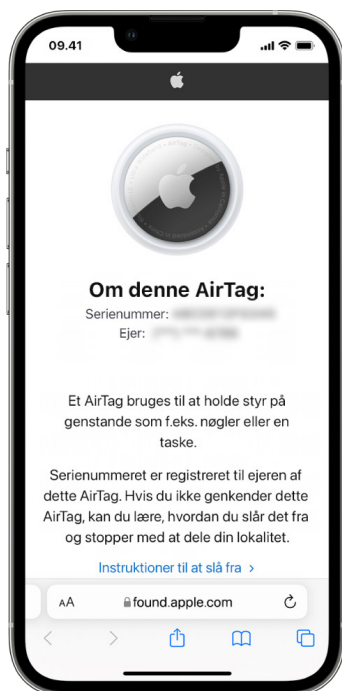 09.41
Om denne AirTag:
Serienummer:
Ejer:
Et AirTag bruges til at holde styr på
genstande som f.eks. nøgler eller en
taske.
Serienummeret er registreret til ejeren af
dette AirTag. Hvis du ikke genkender dette
AirTag, kan du lære, hvordan du slår det fra
og stopper med at dele din lokalitet.
Instruktioner til at slå fra >
AA found.apple.com